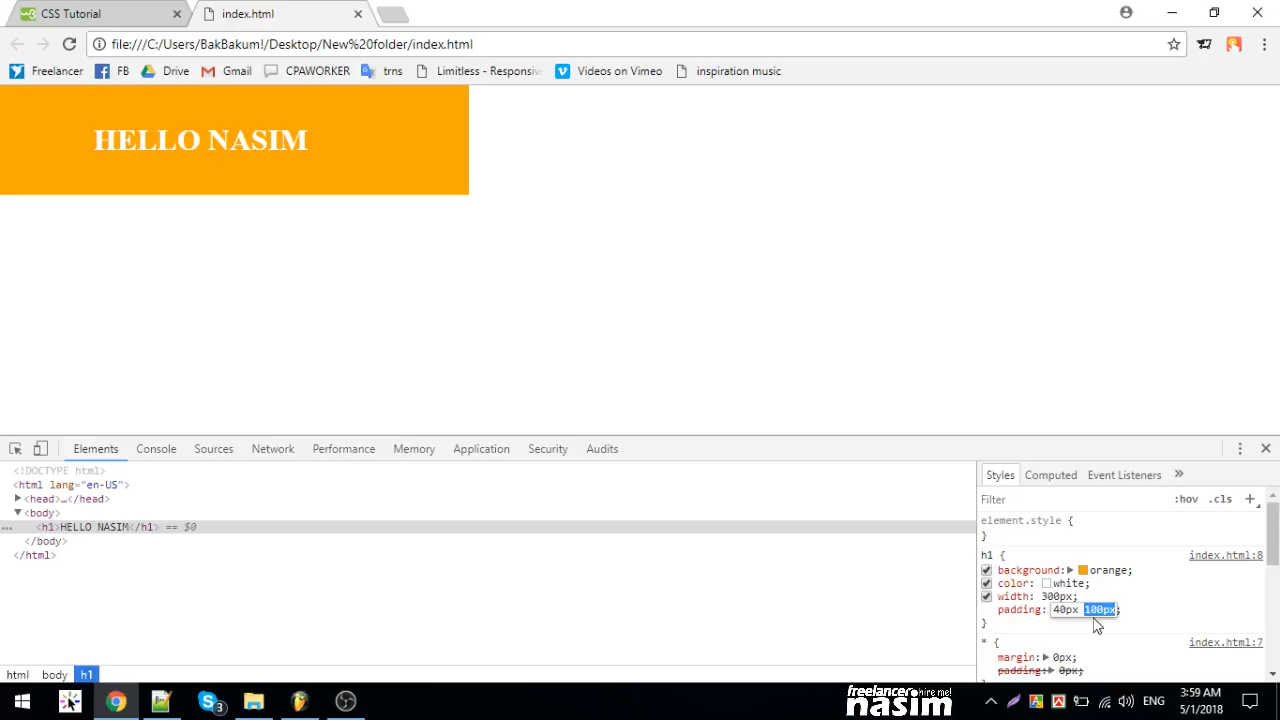 CSS Tutorial
index.html
file:///C:/Users/BakBakum!/Desktop/New%20folder/index.html
Freelancer FB Drive Gmail CPAWORKER trns Limitless - Responsiv Videos on Vimeo inspiration music
HELLO NASIM
Elements Console Sources Network Performance Memory Application Security Audits
<!DOCTYPE html>
<html lang="en-US">
<head>…</head>
<body>
<h1>HELLO NASIM</h1> == $0
</body>
</html>
html body h1
Styles Computed Event Listeners »
Filter :hov .cls +
element.style {
}
h1 { index.html:8
background: orange;
color: white;
width: 300px;
padding: 40px 100px;
}
* { index.html:7
margin: 0px;
padding: 0px;
3
freelancer hire me!
nasim
ENG
3:59 AM
5/1/2018